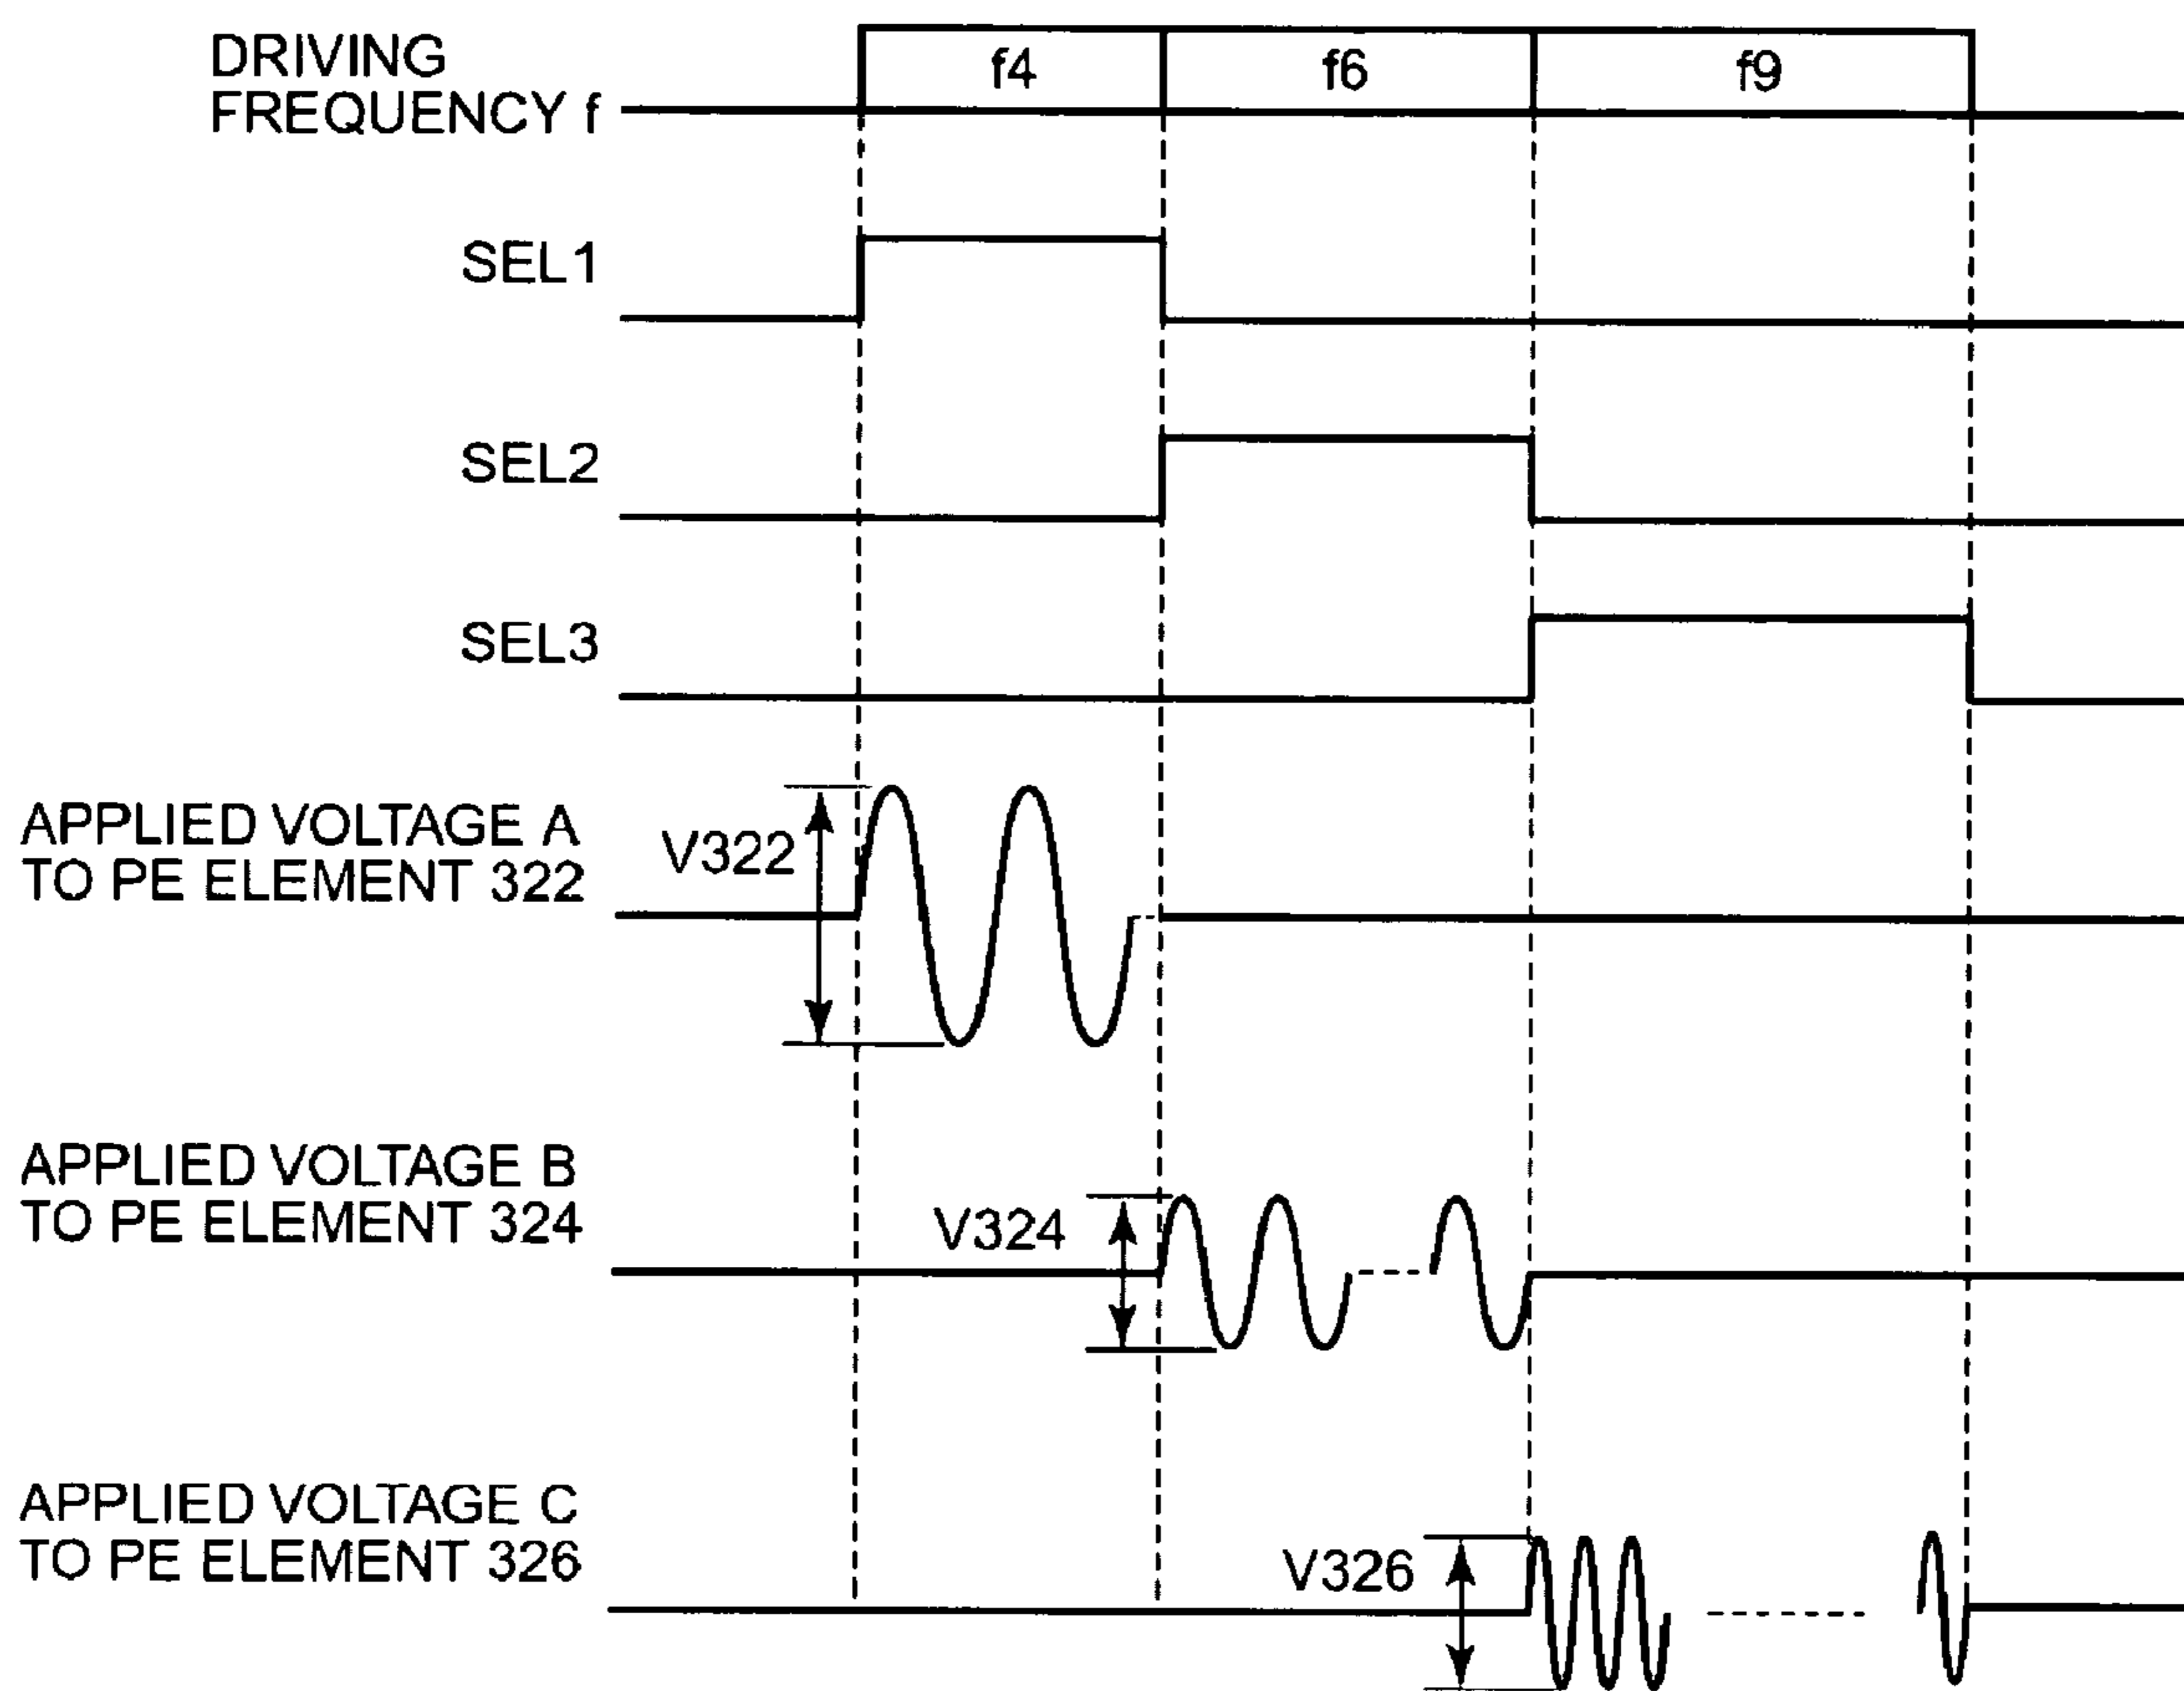 DRIVING
FREQUENCY f
f4
f6
f9
SEL1
SEL2
SEL3
APPLIED VOLTAGE A
TO PE ELEMENT 322
V322
APPLIED VOLTAGE B
TO PE ELEMENT 324
V324
APPLIED VOLTAGE C
TO PE ELEMENT 326
V326